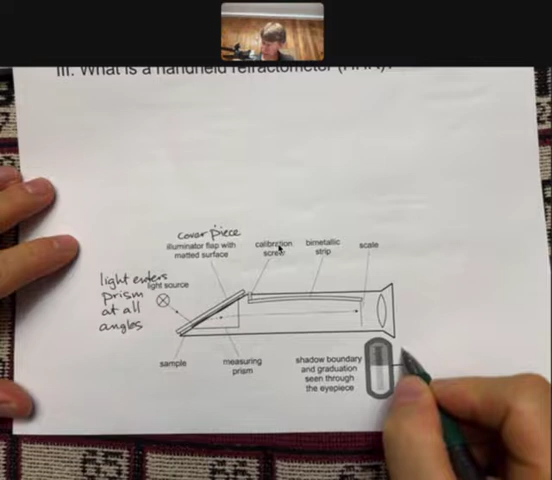 III. What is a handheld refractometer (HHR)?
cover piece
illuminator flap with
matted surface
calibration
screw
bimetallic
strip
scale
light enters
prism
at all
angles
light source
sample
measuring
prism
shadow boundary
and graduation
seen through
the eyepiece